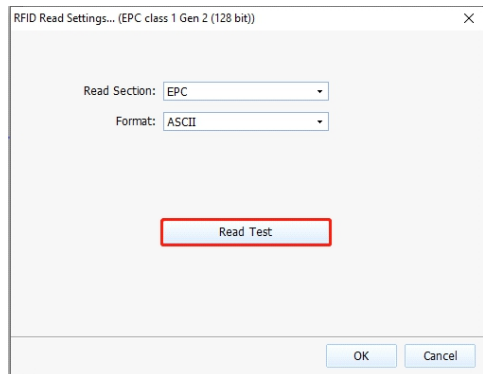 RFID Read Settings... (EPC class 1 Gen 2 (128 bit))
Read Section: EPC
Format: ASCII
Read Test
OK Cancel